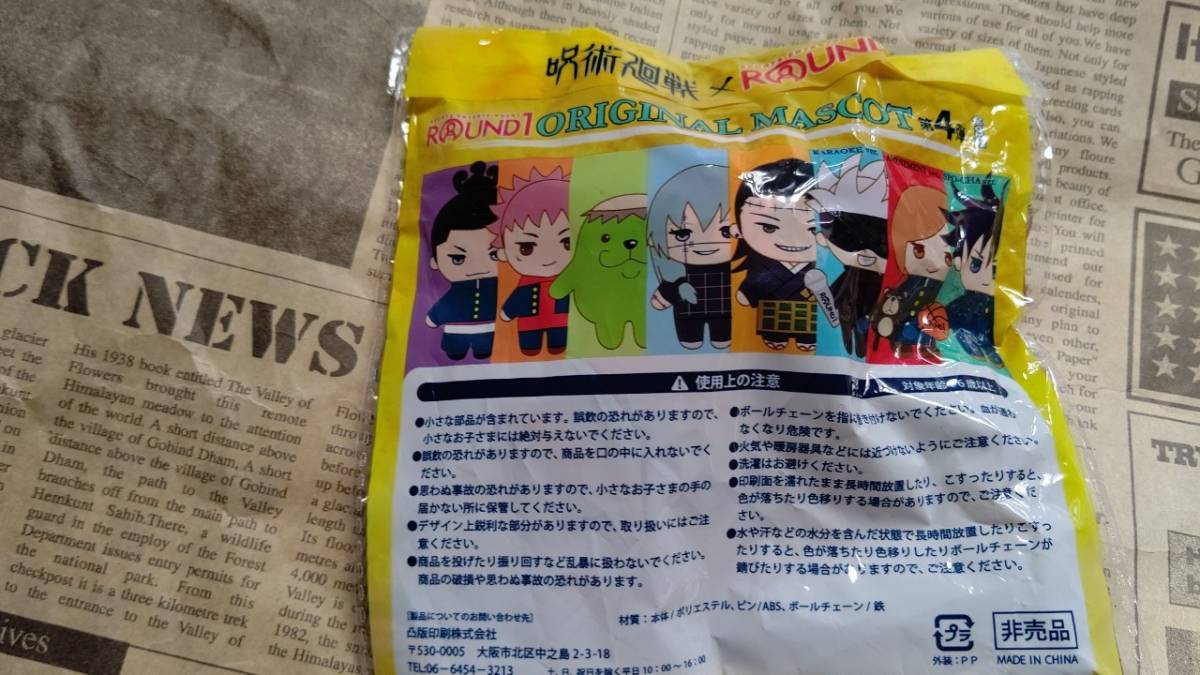 呪術廻戦×ROUND1
ROUND1 ORIGINAL MASCOT 第4弾
KARAOKE Ver.
⚠ 使用上の注意
対象年齢 6歳以上
●小さな部品が含まれています。誤飲の恐れがありますので、
小さなお子さまには絶対与えないでください。
●誤飲の恐れがありますので、商品を口の中に入れないでく
ださい。
●思わぬ事故の恐れがありますので、小さなお子さまの手の
届かない所に保管してください。
●デザイン上鋭利な部分がありますので、取り扱いにはご注
意ください。
●商品を投げたり振り回すなど乱暴に扱わないでください。
商品の破損や思わぬ事故の恐れがあります。
●ボールチェーンを指に巻き付けないでください。血が通わ
なくなり危険です。
●火気や暖房器具などには近づけないようにご注意ください。
●洗濯はお避けください。
●印刷面を濡れたまま長時間放置したり、こすったりすると、
色が落ちたり色移りする場合がありますので、ご注意くだ
さい。
●水や汗などの水分を含んだ状態で長時間放置したりこすっ
たりすると、色が落ちたり色移りしたりボールチェーンが
錆びたりする場合がありますので、ご注意ください。
[製品についてのお問い合わせ先]
凸版印刷株式会社
〒530-0005 大阪市北区中之島2-3-18
TEL:06-6454-3213 土、日、祝日を除く平日10:00～16:00
材質:本体/ポリエステル、ピン/ABS、ボールチェーン/鉄
プラ
外装:PP
非売品
MADE IN CHINA
CK NEWS
His 1938 book entitled The Valley of
Flowers brought this remote
Himalayan meadow to the attention
of the world. A short distance above
the village of Gobind Dham, A short
distance above the village of Gobind
Dham, the path to the Valley
branches off from the main path to
Hemkunt Sahib.There, a wildlife
guard in the employ of the Forest
Department issues entry permits for
the national park. From this
checkpost it is a three kilometre trek
to the entrance to the Valley of